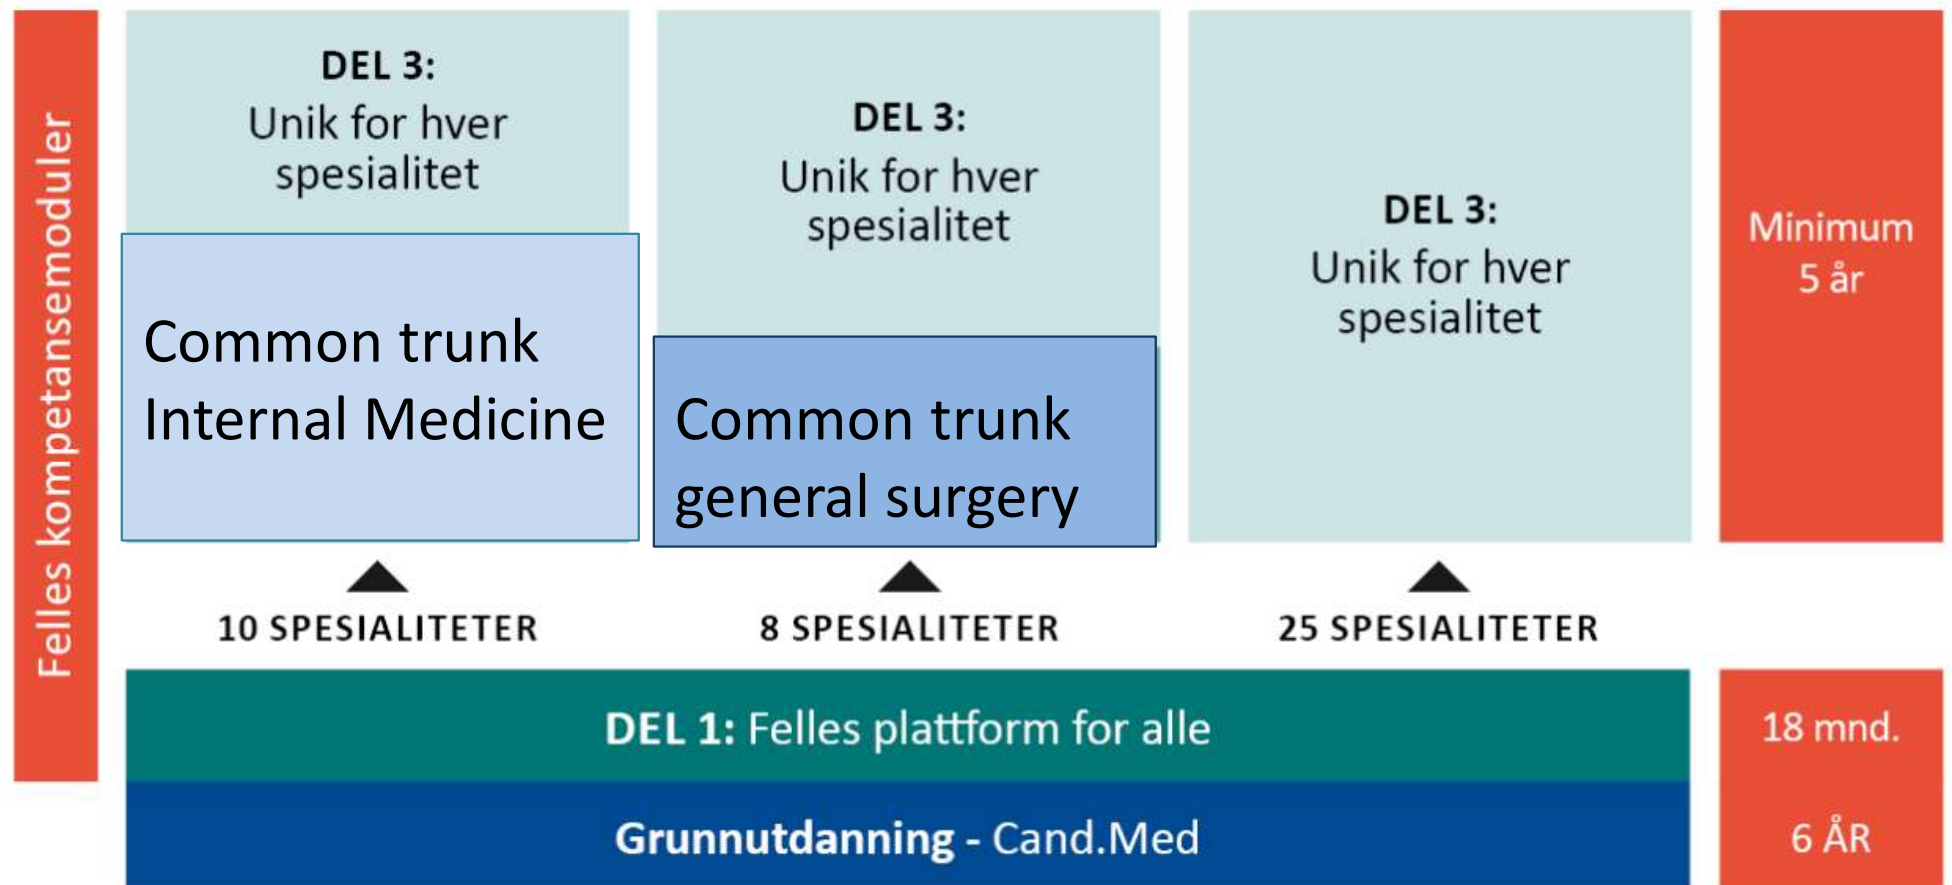 Felles kompetansemoduler
DEL 3:
Unik for hver
spesialitet
Common trunk
Internal Medicine
DEL 3:
Unik for hver
spesialitet
Common trunk
general surgery
DEL 3:
Unik for hver
spesialitet
Minimum
5 år
10 SPESIALITETER
8 SPESIALITETER
25 SPESIALITETER
DEL 1: Felles plattform for alle
18 mnd.
Grunnutdanning - Cand.Med
6 ÅR